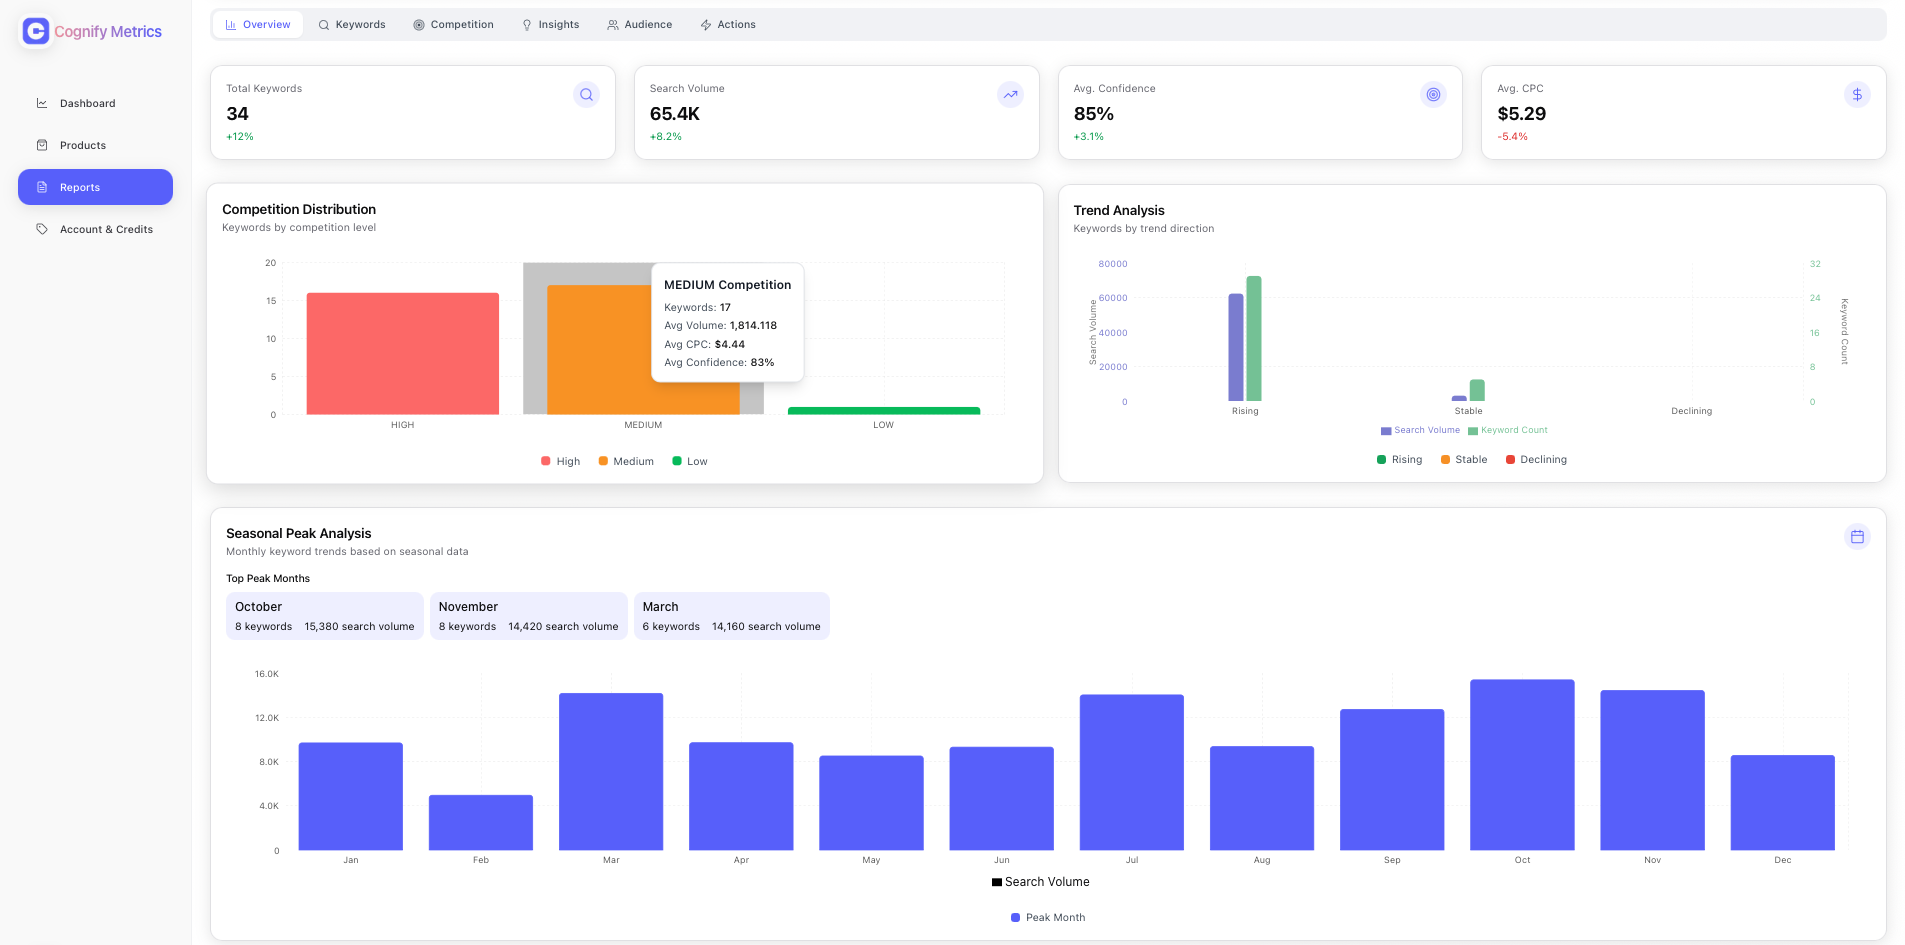 Cognify Metrics
Dashboard
Products
Reports
Account & Credits
Overview
Keywords
Competition
Insights
Audience
Actions
Total Keywords
34
+12%
Search Volume
65.4K
+8.2%
Avg. Confidence
85%
+3.1%
Avg. CPC
$5.29
-5.4%
Competition Distribution
Keywords by competition level
20
15
10
5
0
HIGH
MEDIUM
LOW
MEDIUM Competition
Keywords: 17
Avg Volume: 1,814.118
Avg CPC: $4.44
Avg Confidence: 83%
High
Medium
Low
Trend Analysis
Keywords by trend direction
80000
60000
40000
20000
0
Search Volume
32
24
16
8
0
Keyword Count
Rising
Stable
Declining
Search Volume
Keyword Count
Rising
Stable
Declining
Seasonal Peak Analysis
Monthly keyword trends based on seasonal data
Top Peak Months
October
8 keywords 15,380 search volume
November
8 keywords 14,420 search volume
March
6 keywords 14,160 search volume
16.0K
12.0K
8.0K
4.0K
0
Jan
Feb
Mar
Apr
May
Jun
Jul
Aug
Sep
Oct
Nov
Dec
Search Volume
Peak Month